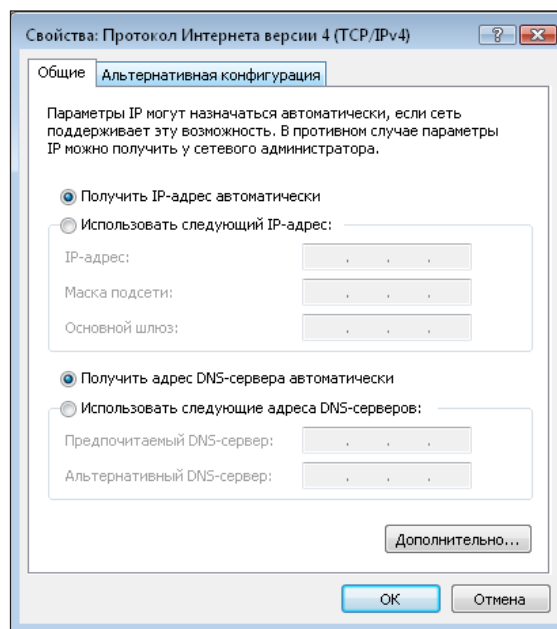 Свойства: Протокол Интернета версии 4 (TCP/IPv4)
Общие
Альтернативная конфигурация
Параметры IP могут назначаться автоматически, если сеть
поддерживает эту возможность. В противном случае параметры
IP можно получить у сетевого администратора.
Получить IP-адрес автоматически
Использовать следующий IP-адрес:
IP-адрес:
Маска подсети:
Основной шлюз:
Получить адрес DNS-сервера автоматически
Использовать следующие адреса DNS-серверов:
Предпочитаемый DNS-сервер:
Альтернативный DNS-сервер:
Дополнительно...
ОК
Отмена